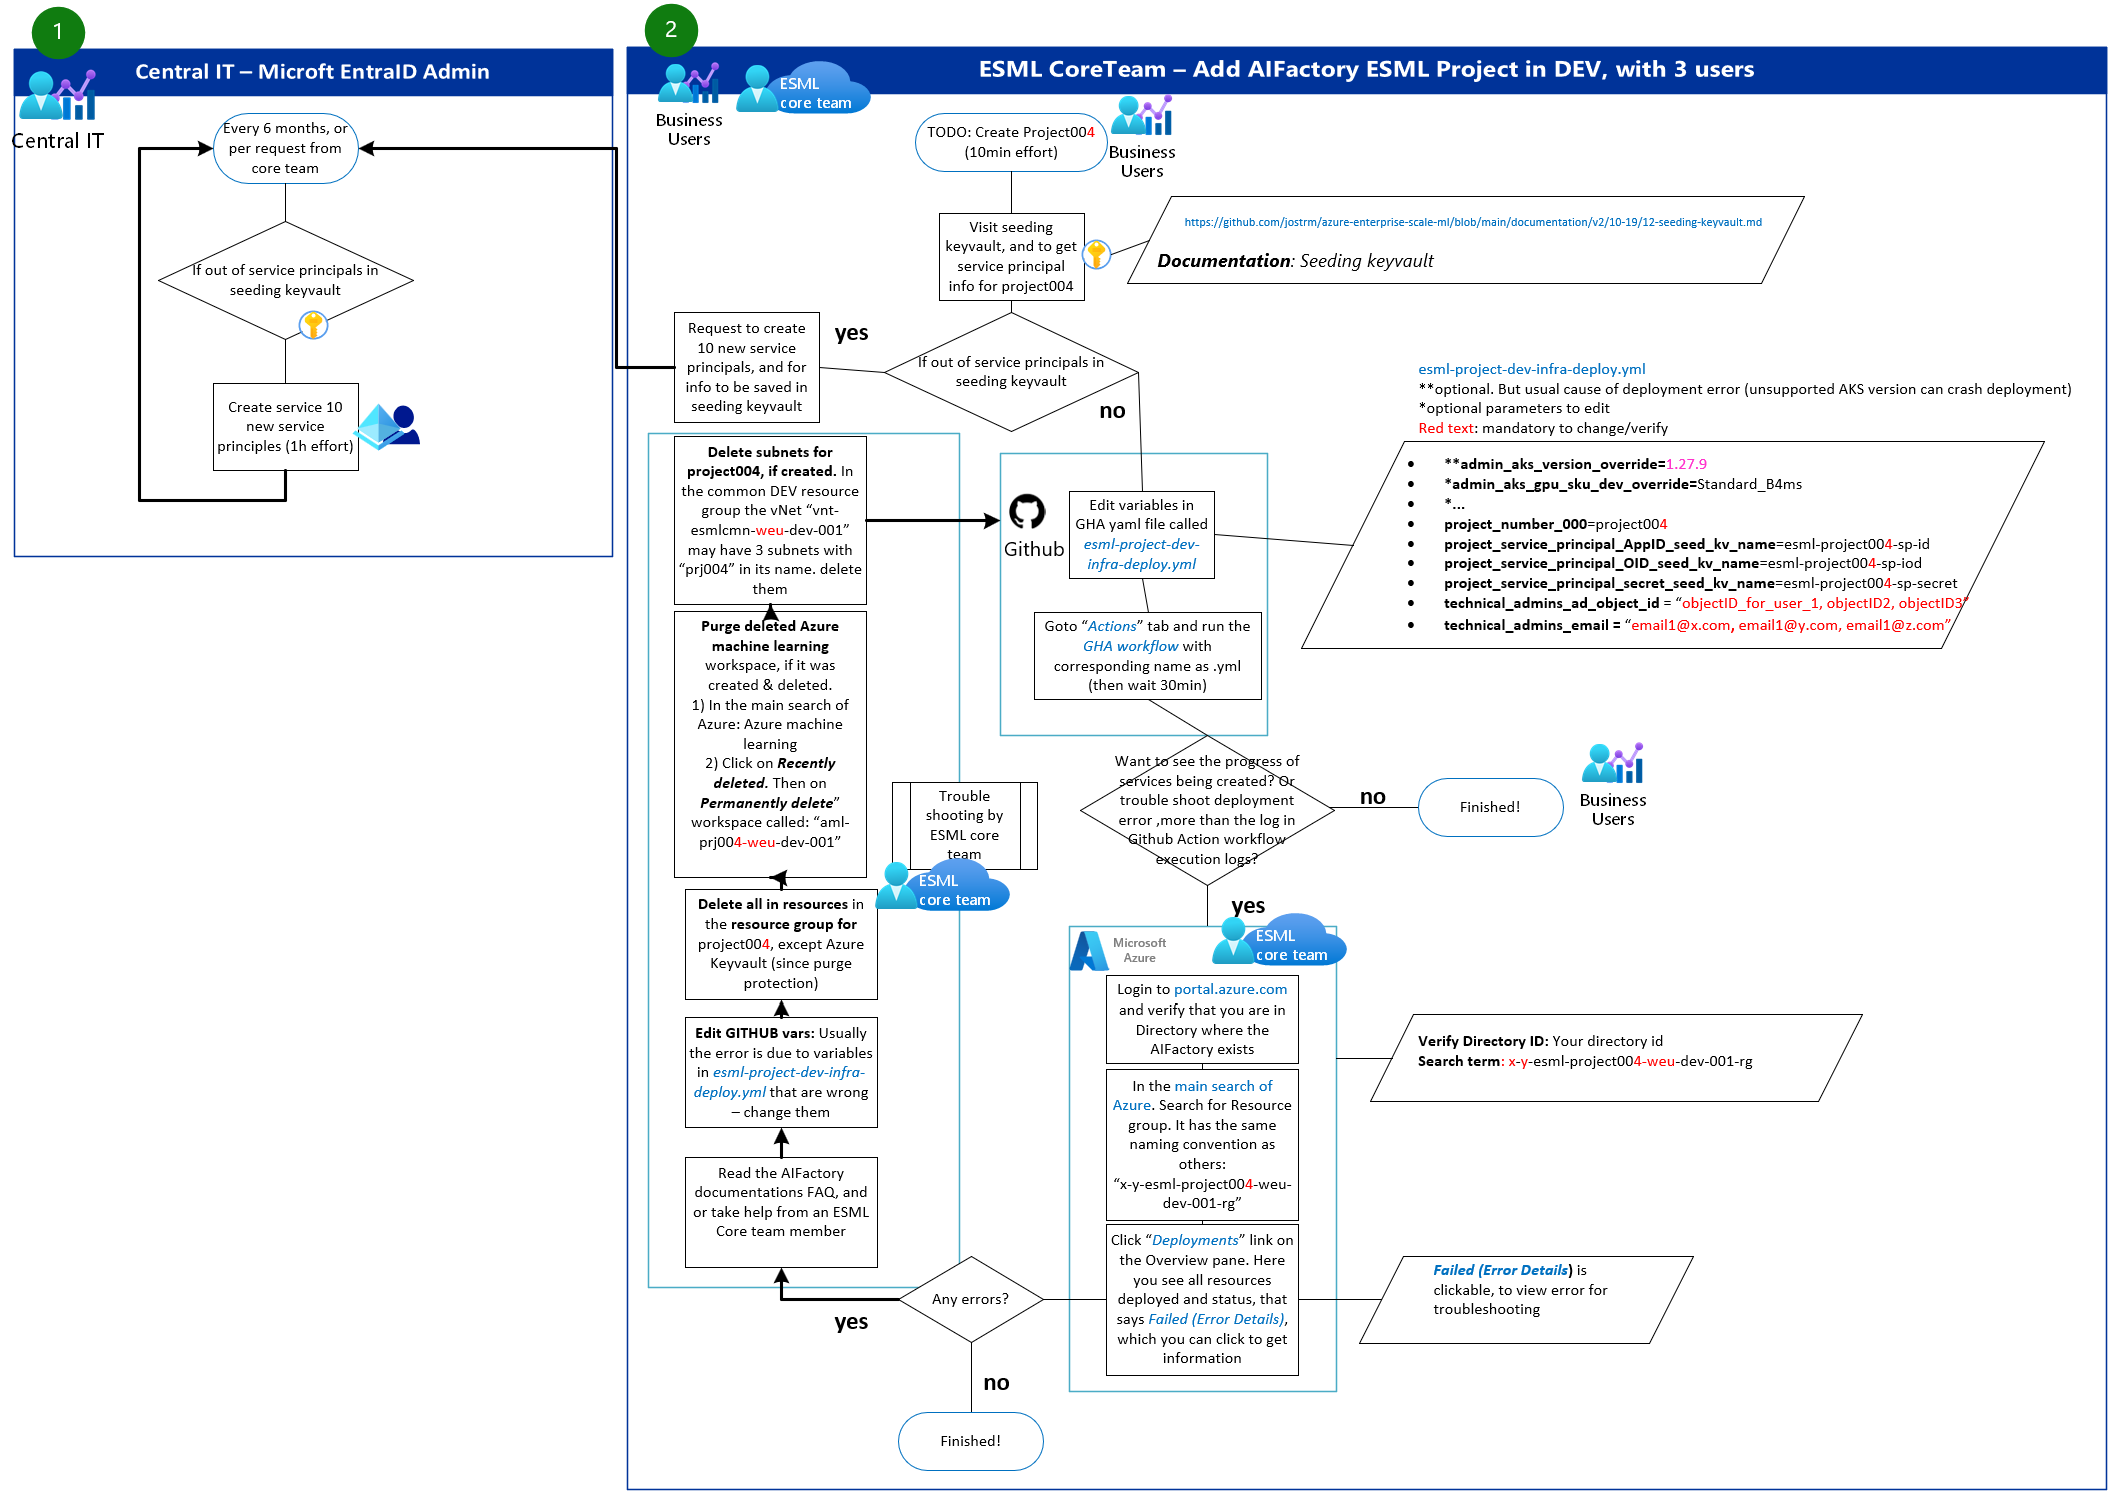 1
Central IT – Microft EntraID Admin
Central IT
Every 6 months, or
per request from
core team
If out of service principals in
seeding keyvault
Create service 10
new service
principles (1h effort)
2
ESML CoreTeam – Add AIFactory ESML Project in DEV, with 3 users
Business
Users
ESML
core team
TODO: Create Project004
(10min effort)
Business
Users
Visit seeding
keyvault, and to get
service principal
info for project004
https://github.com/jostrm/azure-enterprise-scale-ml/blob/main/documentation/v2/10-19/12-seeding-keyvault.md
Documentation: Seeding keyvault
Request to create
10 new service
principals, and for
info to be saved in
seeding keyvault
yes
If out of service principals in
seeding keyvault
no
esml-project-dev-infra-deploy.yml
**optional. But usual cause of deployment error (unsupported AKS version can crash deployment)
*optional parameters to edit
Red text: mandatory to change/verify
• **admin_aks_version_override=1.27.9
• *admin_aks_gpu_sku_dev_override=Standard_B4ms
• *...
• project_number_000=project004
• project_service_principal_AppID_seed_kv_name=esml-project004-sp-id
• project_service_principal_OID_seed_kv_name=esml-project004-sp-iod
• project_service_principal_secret_seed_kv_name=esml-project004-sp-secret
• technical_admins_ad_object_id = “objectID_for_user_1, objectID2, objectID3”
• technical_admins_email = “email1@x.com, email1@y.com, email1@z.com”
Github
Edit variables in
GHA yaml file called
esml-project-dev-
infra-deploy.yml
Goto “Actions” tab and run the
GHA workflow with
corresponding name as .yml
(then wait 30min)
Delete subnets for
project004, if created. In
the common DEV resource
group the vNet “vnt-
esmlcmn-weu-dev-001”
may have 3 subnets with
“prj004” in its name. delete
them
Purge deleted Azure
machine learning
workspace, if it was
created & deleted.
1) In the main search of
Azure: Azure machine
learning
2) Click on Recently
deleted. Then on
Permanently delete”
workspace called: “aml-
prj004-weu-dev-001”
Trouble
shooting by
ESML core
team
ESML
core team
Want to see the progress of
services being created? Or
trouble shoot deployment
error ,more than the log in
Github Action workflow
execution logs?
no
Finished!
Business
Users
yes
Delete all in resources in
the resource group for
project004, except Azure
Keyvault (since purge
protection)
Edit GITHUB vars: Usually
the error is due to variables
in esml-project-dev-infra-
deploy.yml that are wrong
– change them
Read the AIFactory
documentations FAQ, and
or take help from an ESML
Core team member
Microsoft
Azure
ESML
core team
Login to portal.azure.com
and verify that you are in
Directory where the
AIFactory exists
In the main search of
Azure. Search for Resource
group. It has the same
naming convention as
others:
“x-y-esml-project004-weu-
dev-001-rg”
Click “Deployments” link on
the Overview pane. Here
you see all resources
deployed and status, that
says Failed (Error Details),
which you can click to get
information
Verify Directory ID: Your directory id
Search term: x-y-esml-project004-weu-dev-001-rg
Failed (Error Details) is
clickable, to view error for
troubleshooting
Any errors?
yes
no
Finished!